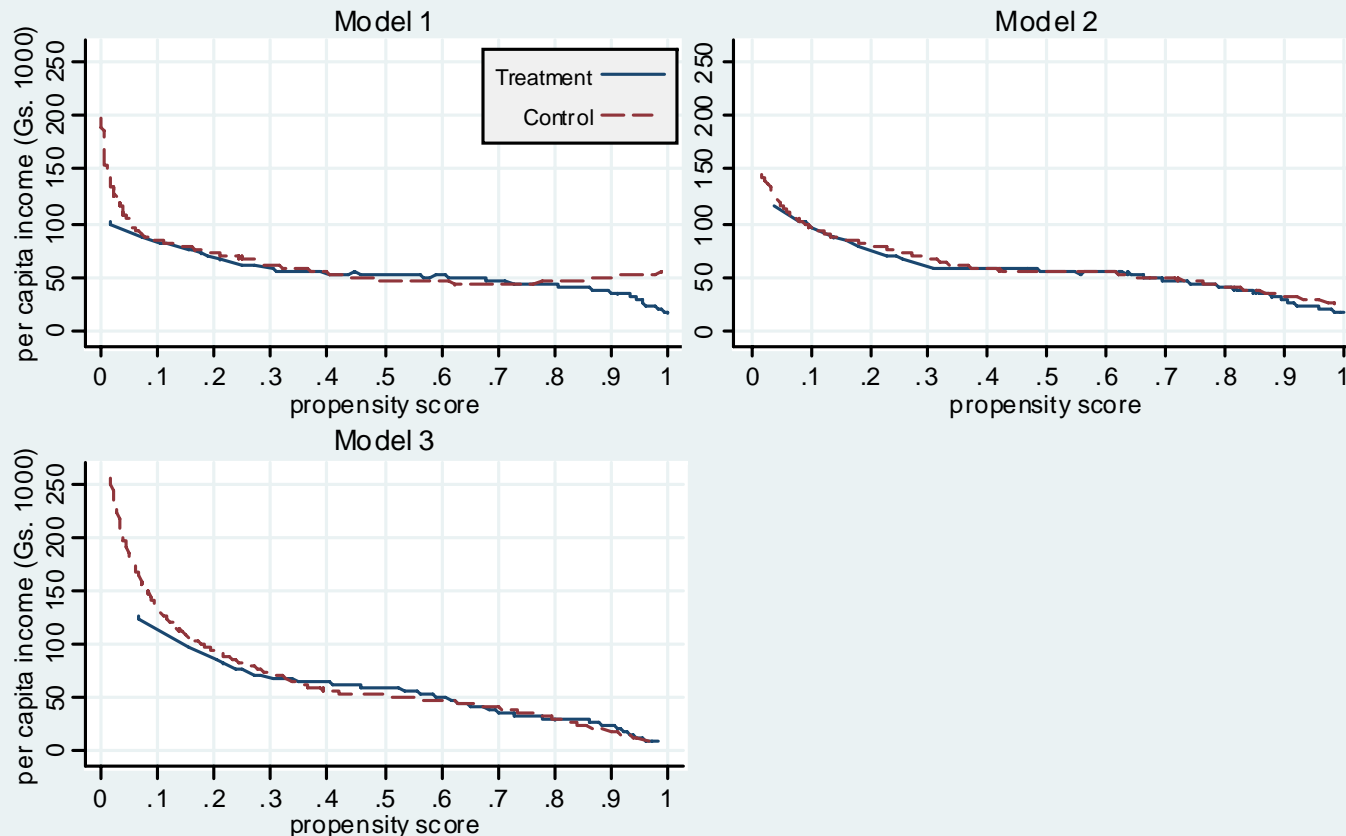 Model 1
per capita income (Gs. 1000)
250
200
150
100
50
0
Treatment
Control
0 .1 .2 .3 .4 .5 .6 .7 .8 .9 1
propensity score
Model 2
250
200
150
100
50
0
0 .1 .2 .3 .4 .5 .6 .7 .8 .9 1
propensity score
Model 3
per capita income (Gs. 1000)
250
200
150
100
50
0
0 .1 .2 .3 .4 .5 .6 .7 .8 .9 1
propensity score